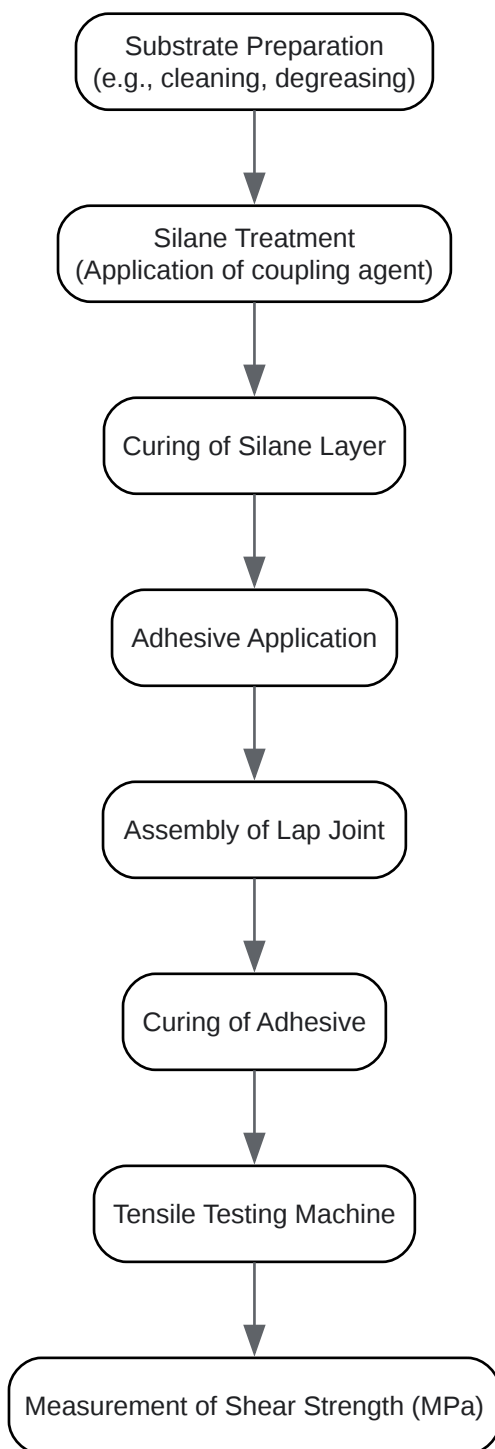 Substrate Preparation
(e.g., cleaning, degreasing)
Silane Treatment
(Application of coupling agent)
Curing of Silane Layer
Adhesive Application
Assembly of Lap Joint
Curing of Adhesive
Tensile Testing Machine
Measurement of Shear Strength (MPa)